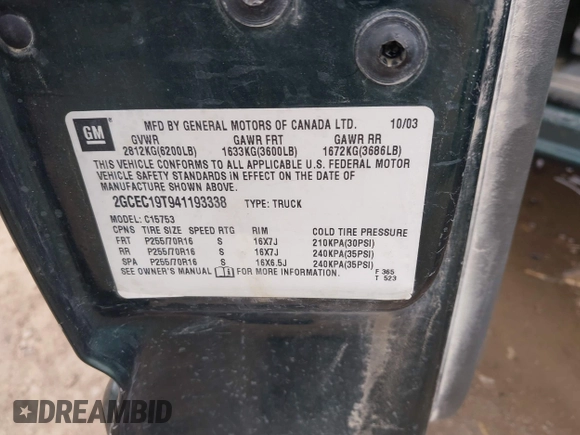 GM
MFD BY GENERAL MOTORS OF CANADA LTD. 10/03
GVWR GAWR FRT GAWR RR
2812KG(6200LB) 1633KG(3600LB) 1672KG(3686LB)
THIS VEHICLE CONFORMS TO ALL APPLICABLE U.S. FEDERAL MOTOR
VEHICLE SAFETY STANDARDS IN EFFECT ON THE DATE OF
MANUFACTURE SHOWN ABOVE.
2GCEC19T941193338 TYPE: TRUCK
MODEL: C15753
CPNS TIRE SIZE SPEED RTG RIM COLD TIRE PRESSURE
FRT P255/70R16 S 16X7J 210KPA(30PSI)
RR P255/70R16 S 16X7J 240KPA(35PSI)
SPA P255/70R16 S 16X6.5J 240KPA(35PSI)
SEE OWNER'S MANUAL FOR MORE INFORMATION. F 365
T 523
DREAMBID